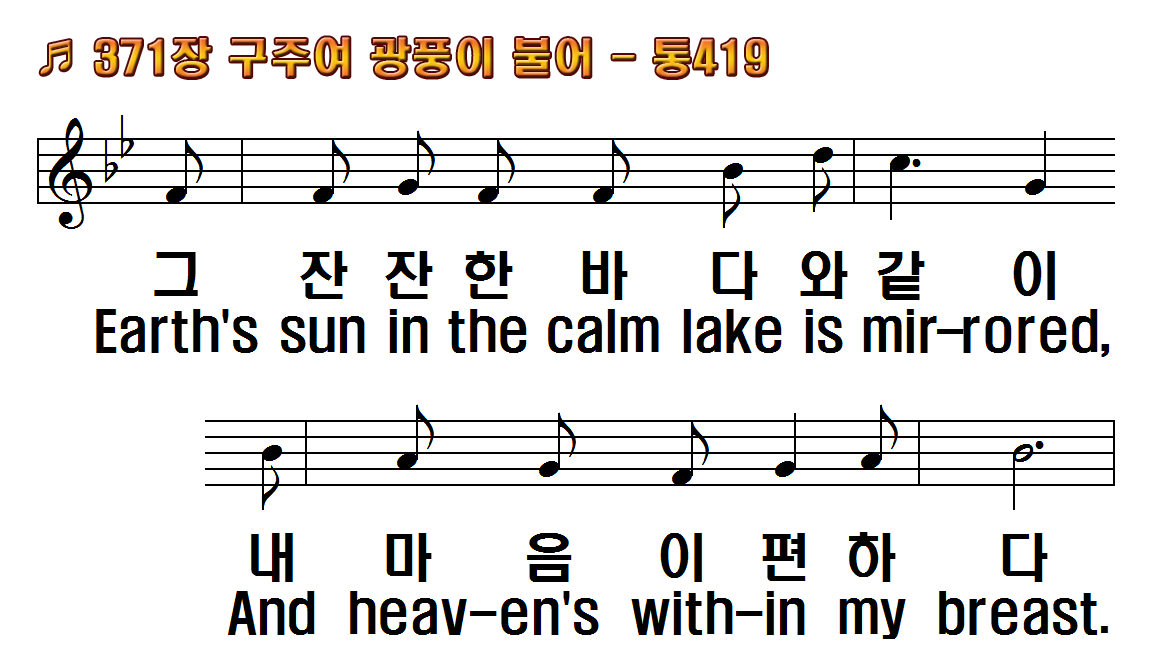 ♬ 371장 구주여 광풍이 불어 - 통419
그 잔 잔 한 바 다 와 같 이
Earth's sun in the calm lake is mir-rored,
내 마 음 이 편 하 다
And heav-en's with-in my breast.